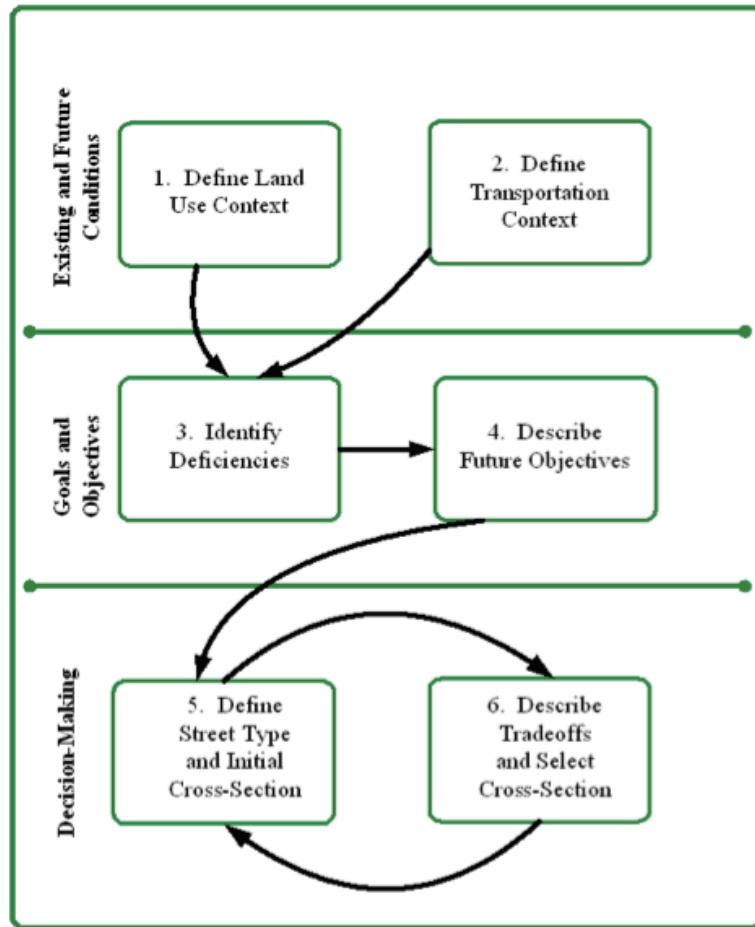 Existing and Future
Conditions
1. Define Land
Use Context
2. Define
Transportation
Context
Goals and
Objectives
3. Identify
Deficiencies
4. Describe
Future Objectives
Decision-Making
5. Define
Street Type
and Initial
Cross-Section
6. Describe
Tradeoffs
and Select
Cross-Section